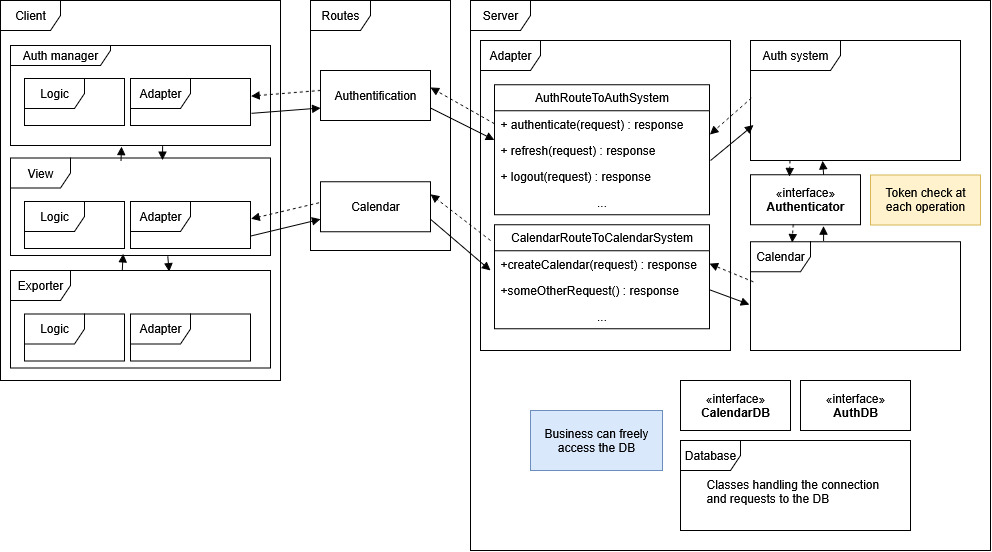 Client
Auth manager
Logic
Adapter
View
Logic
Adapter
Exporter
Logic
Adapter
Routes
Authentification
Calendar
Server
Adapter
AuthRouteToAuthSystem
+ authenticate(request) : response
+ refresh(request) : response
+ logout(request) : response
...
CalendarRouteToCalendarSystem
+createCalendar(request) : response
+someOtherRequest() : response
...
Auth system
«interface»
Authenticator
Token check at
each operation
Calendar
Business can freely
access the DB
«interface»
CalendarDB
«interface»
AuthDB
Database
Classes handling the connection
and requests to the DB